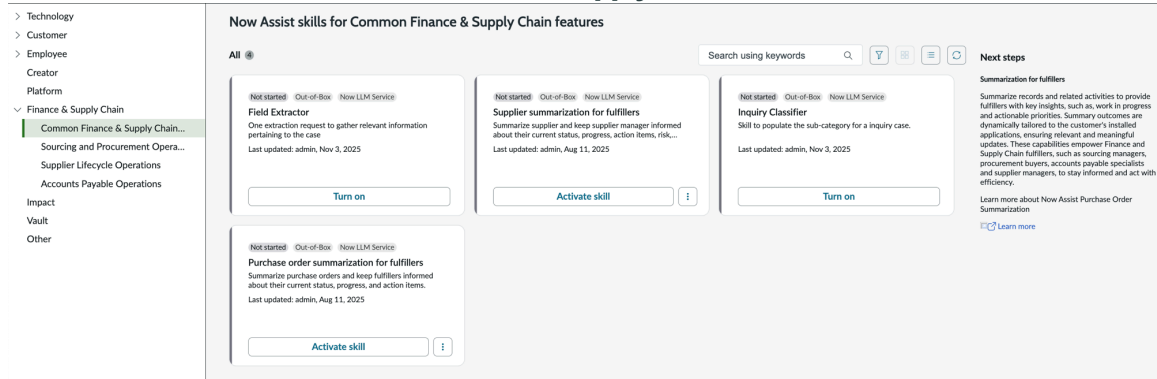 Technology
Customer
Employee
Creator
Platform
Finance & Supply Chain
Common Finance & Supply Chain...
Sourcing and Procurement Opera...
Supplier Lifecycle Operations
Accounts Payable Operations
Impact
Vault
Other
Now Assist skills for Common Finance & Supply Chain features
All 4
Search using keywords
Not started Out-of-Box Now LLM Service
Field Extractor
One extraction request to gather relevant information
pertaining to the case
Last updated: admin, Nov 3, 2025
Turn on
Not started Out-of-Box Now LLM Service
Supplier summarization for fulfillers
Summarize supplier and keep supplier manager informed
about their current status, progress, action items, risk,...
Last updated: admin, Aug 11, 2025
Activate skill
Not started Out-of-Box Now LLM Service
Inquiry Classifier
Skill to populate the sub-category for a inquiry case.
Last updated: admin, Nov 3, 2025
Turn on
Not started Out-of-Box Now LLM Service
Purchase order summarization for fulfillers
Summarize purchase orders and keep fulfillers informed
about their current status, progress, and action items.
Last updated: admin, Aug 11, 2025
Activate skill
Next steps
Summarization for fulfillers
Summarize records and related activities to provide
fulfillers with key insights, such as, work in progress
and actionable priorities. Summary outcomes are
dynamically tailored to the customer's installed
applications, ensuring relevant and meaningful
updates. These capabilities empower Finance and
Supply Chain fulfillers, such as sourcing managers,
procurement buyers, accounts payable specialists
and supplier managers, to stay informed and act with
efficiency.
Learn more about Now Assist Purchase Order
Summarization
Learn more